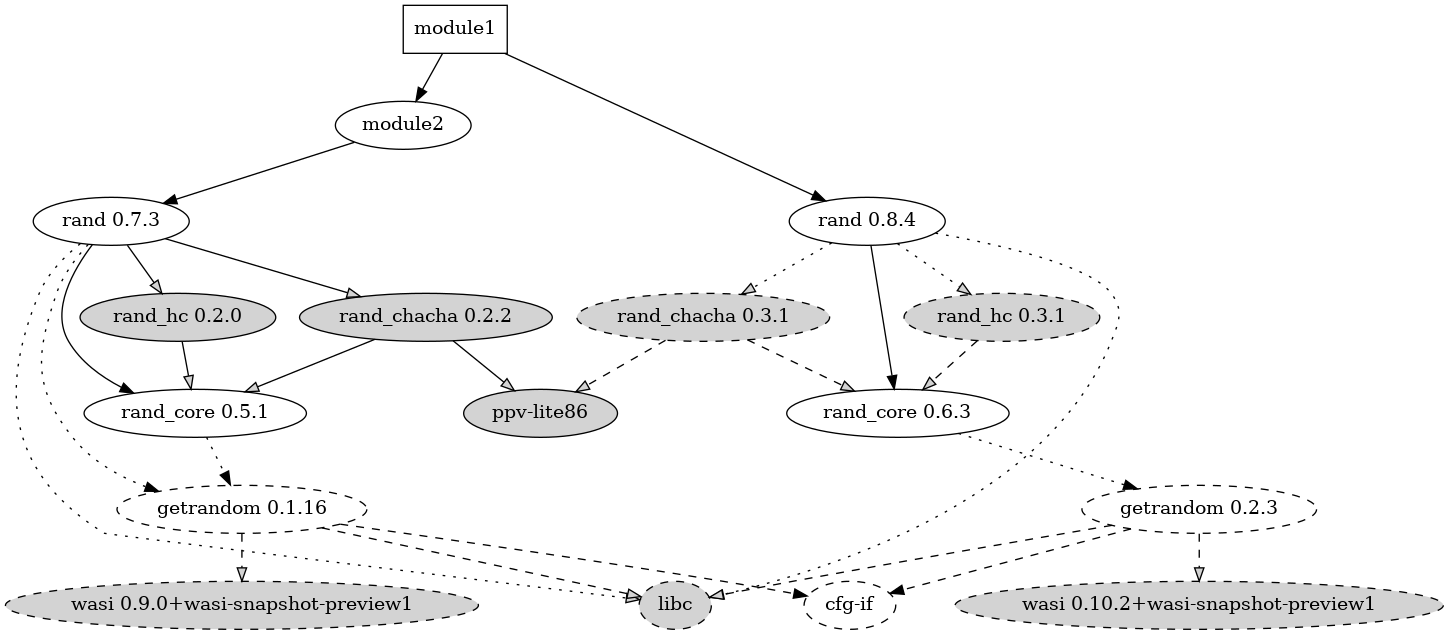 module1
module2
rand 0.7.3
rand 0.8.4
rand_hc 0.2.0
rand_chacha 0.2.2
rand_chacha 0.3.1
rand_hc 0.3.1
rand_core 0.5.1
ppv-lite86
rand_core 0.6.3
getrandom 0.1.16
getrandom 0.2.3
wasi 0.9.0+wasi-snapshot-preview1
libc
cfg-if
wasi 0.10.2+wasi-snapshot-preview1